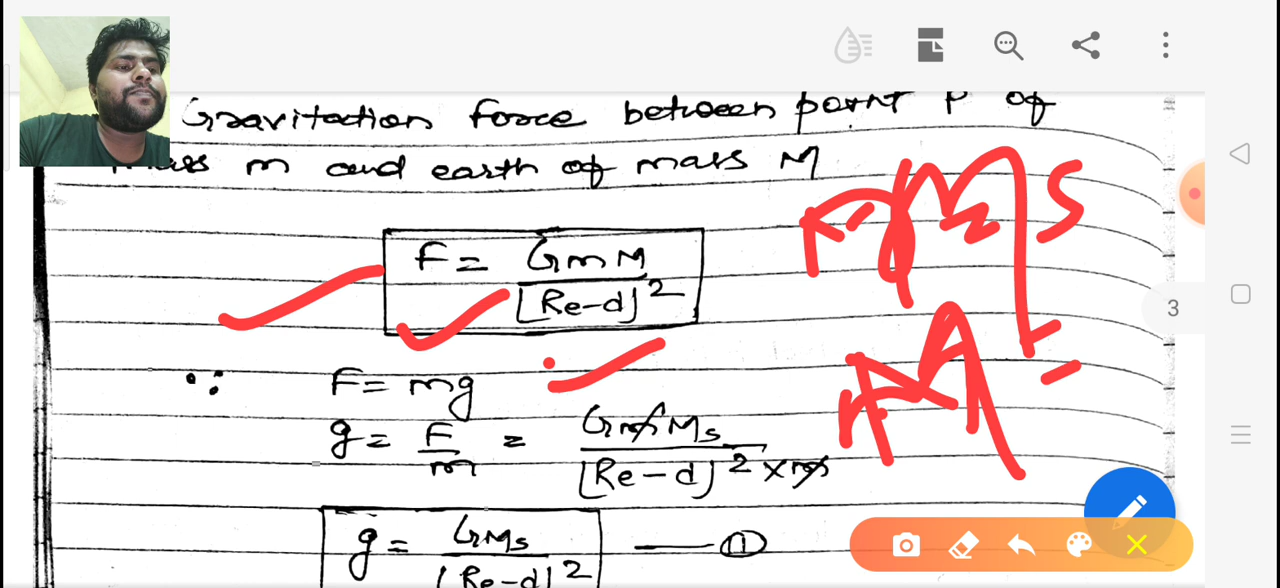 Gravitation force between point P of
mass m and earth of mass M
F = GmM / [Re-d]²
3
∵ F = mg
g = F/m = GmMs / [Re-d]² × m
g = GMs / [Re-d]² —— ①